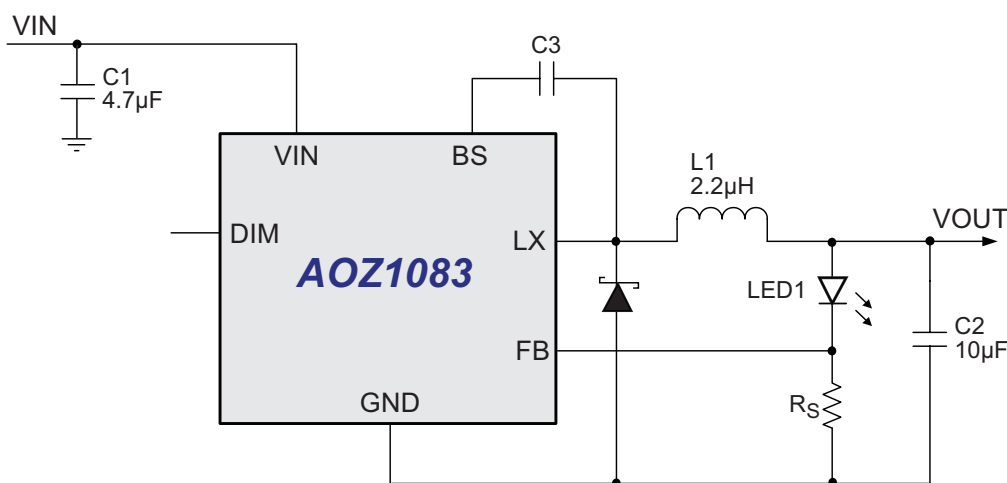 VIN
C3
C1
4.7µF
VIN
BS
L1
2.2µH
DIM
LX
VOUT
AOZ1083
LED1
FB
C2
10µF
GND
RS